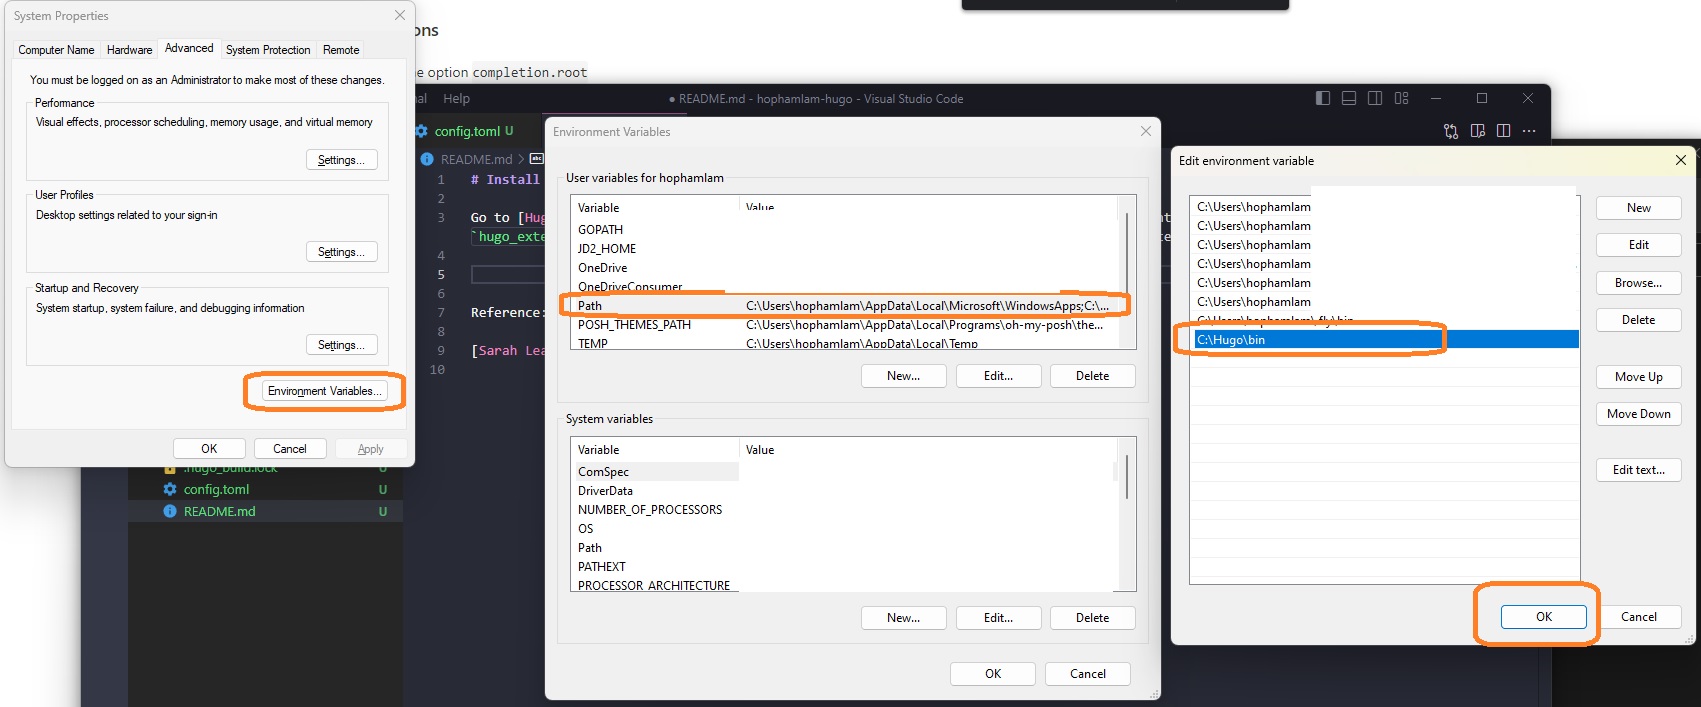 System Properties
Computer Name
Hardware
Advanced
System Protection
Remote
You must be logged on as an Administrator to make most of these changes.
Performance
Visual effects, processor scheduling, memory usage, and virtual memory
Settings...
User Profiles
Desktop settings related to your sign-in
Settings...
Startup and Recovery
System startup, system failure, and debugging information
Settings...
Environment Variables...
OK
Cancel
Apply
ons
e option completion.root
nal Help
● README.md - hophamlam-hugo - Visual Studio Code
config.toml U
README.md >
1 # Install
2
3 Go to [Hug
`hugo_exte
4
5
6
7 Reference:
8
9 [Sarah Lea
10
.hugo_build.lock U
config.toml U
README.md U
Environment Variables
User variables for hophamlam
Variable Value
GOPATH
JD2_HOME
OneDrive
OneDriveConsumer
Path C:\Users\hophamlam\AppData\Local\Microsoft\WindowsApps;C:\...
POSH_THEMES_PATH C:\Users\hophamlam\AppData\Local\Programs\oh-my-posh\the...
TEMP C:\Users\hophamlam\AppData\Local\Temp
New... Edit... Delete
System variables
Variable Value
ComSpec
DriverData
NUMBER_OF_PROCESSORS
OS
Path
PATHEXT
PROCESSOR_ARCHITECTURE
New... Edit... Delete
OK Cancel
Edit environment variable
C:\Users\hophamlam
C:\Users\hophamlam
C:\Users\hophamlam
C:\Users\hophamlam
C:\Users\hophamlam
C:\Users\hophamlam
C:\Users\hophamlam\.fly\bin
C:\Hugo\bin
New
Edit
Browse...
Delete
Move Up
Move Down
Edit text...
OK
Cancel